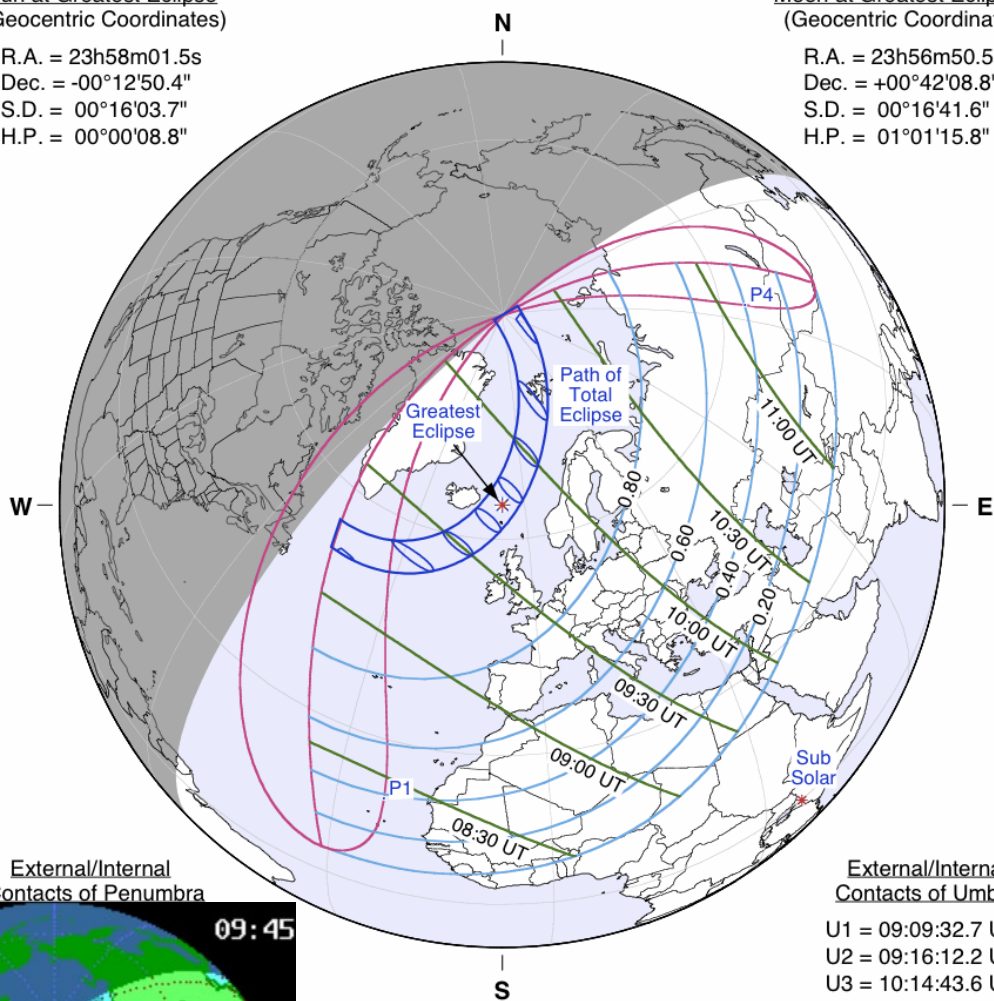 N
(Geocentric Coordinates)
R.A. = 23h58m01.5s
Dec. = -00°12'50.4"
S.D. = 00°16'03.7"
H.P. = 00°00'08.8"
R.A. = 23h56m50.5
Dec. = +00°42'08.8"
S.D. = 00°16'41.6"
H.P. = 01°01'15.8"
P4
Path of
Total
Eclipse
Greatest
Eclipse
11:00 UT
W
E
0.80
0.60
0.40
0.20
10:30 UT
10:00 UT
09:30 UT
09:00 UT
08:30 UT
P1
Sub
Solar
External/Internal
Contacts of Penumbra
09:45
External/Interna
Contacts of Umb
U1 = 09:09:32.7 U
U2 = 09:16:12.2 U
U3 = 10:14:43.6 U
S